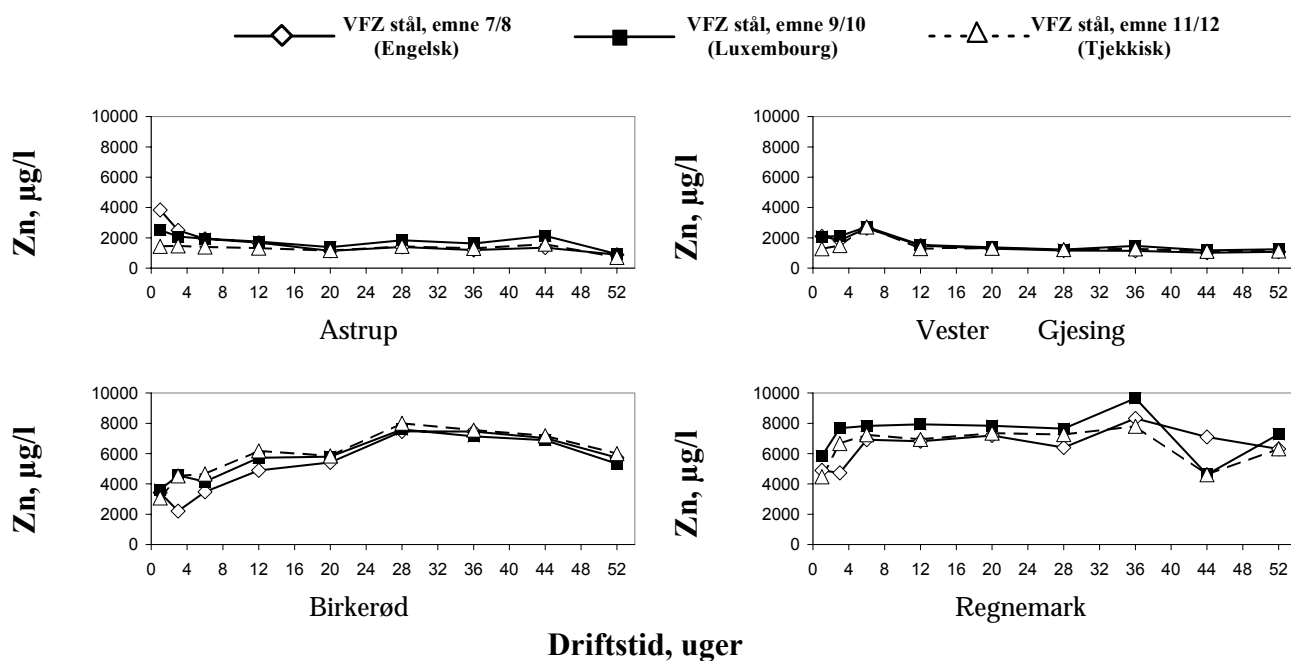 VFZ stål, emne 7/8 VFZ stål, emne 9/10 VFZ stål, emne 11/12
(Engelsk) (Luxembourg) (Tjekkisk)
Zn, µg/l
10000
8000
6000
4000
2000
0
0 4 8 12 16 20 24 28 32 36 40 44 48 52
Astrup
Zn, µg/l
10000
8000
6000
4000
2000
0
0 4 8 12 16 20 24 28 32 36 40 44 48 52
Vester Gjesing
Zn, µg/l
10000
8000
6000
4000
2000
0
0 4 8 12 16 20 24 28 32 36 40 44 48 52
Birkerød
Zn, µg/l
10000
8000
6000
4000
2000
0
0 4 8 12 16 20 24 28 32 36 40 44 48 52
Regnemark
Driftstid, uger